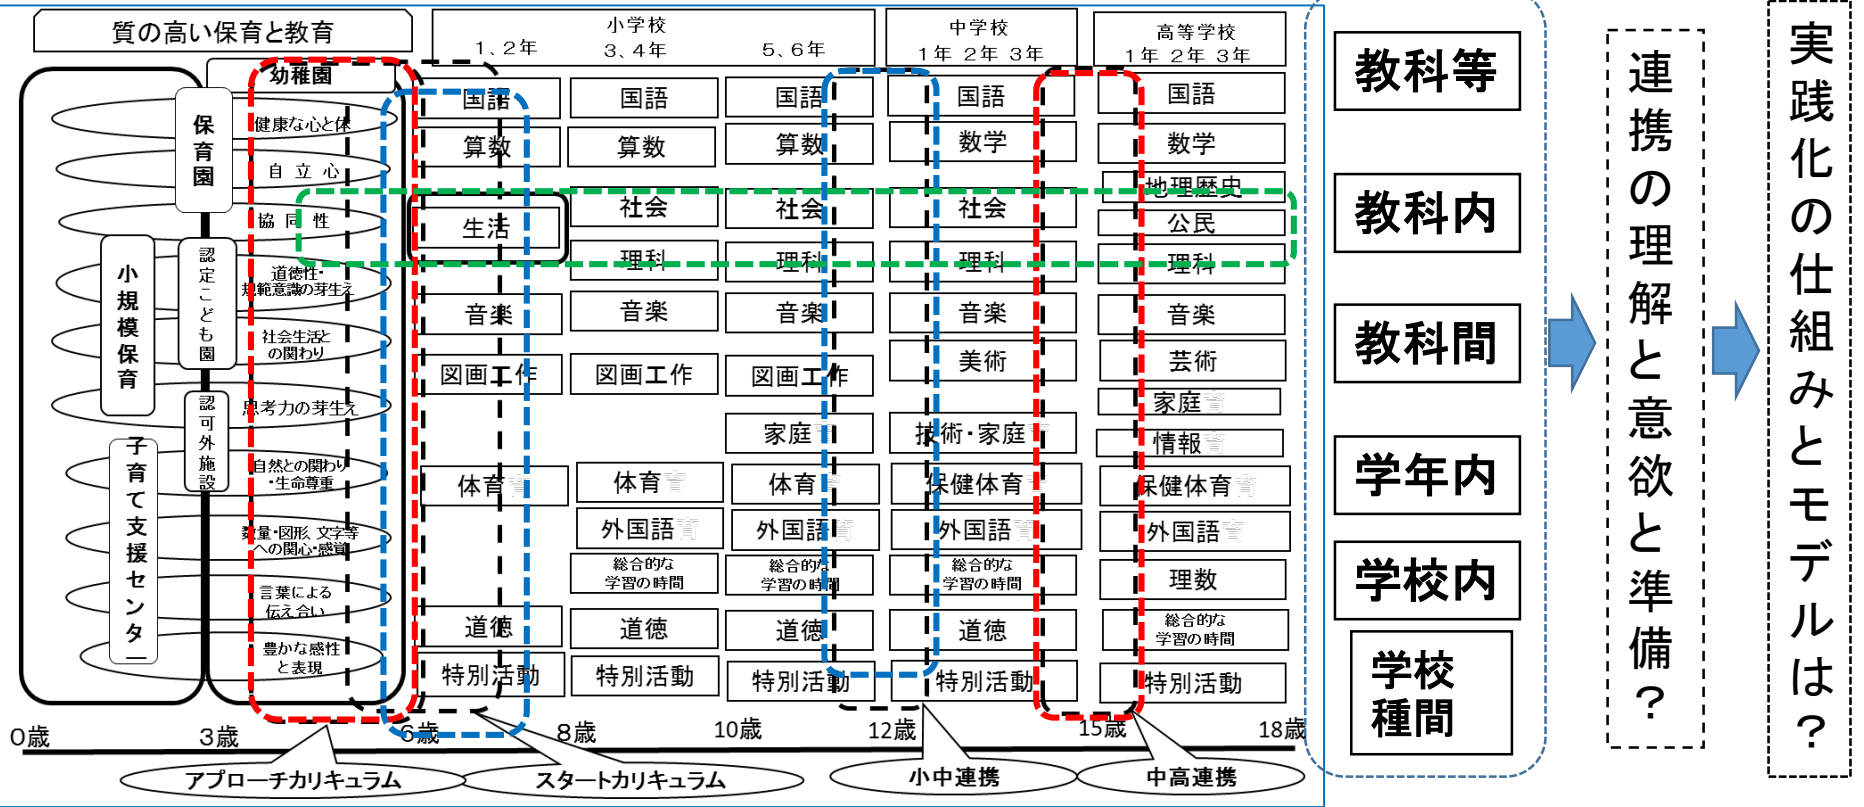 質の高い保育と教育
小学校
1、2年
3、4年
5、6年
中学校
1年 2年 3年
高等学校
1年 2年 3年
幼稚園
保育園
認定こども園
認可外施設
小規模保育
子育て支援センター
健康な心と体
自立心
協同性
道徳性・
規範意識の芽生え
社会生活と
の関わり
思考力の芽生え
自然との関わり
・生命尊重
数量・図形 文字等
への関心・感覚
言葉による
伝え合い
豊かな感性
と表現
国語
算数
生活
音楽
図画工作
体育
道徳
特別活動
国語
算数
社会
理科
音楽
図画工作
体育育
外国語育
総合的な
学習の時間
道徳
特別活動
国語
算数
社会
理科
音楽
図画工作
家庭
体育
外国語
総合的な
学習の時間
道徳
特別活動
国語
数学
社会
理科
音楽
美術
技術・家庭
保健体育
外国語育
総合的な
学習の時間
道徳
特別活動
国語
数学
地理歴史
公民
理科
音楽
芸術
家庭育
情報育
保健体育育
外国語育
理数
総合的な
学習の時間
特別活動
0歳
3歳
6歳
8歳
10歳
12歳
15歳
18歳
アプローチカリキュラム
スタートカリキュラム
小中連携
中高連携
教科等
教科内
教科間
学年内
学校内
学校
種間
連携の理解と意欲と準備？
実践化の仕組みとモデルは？